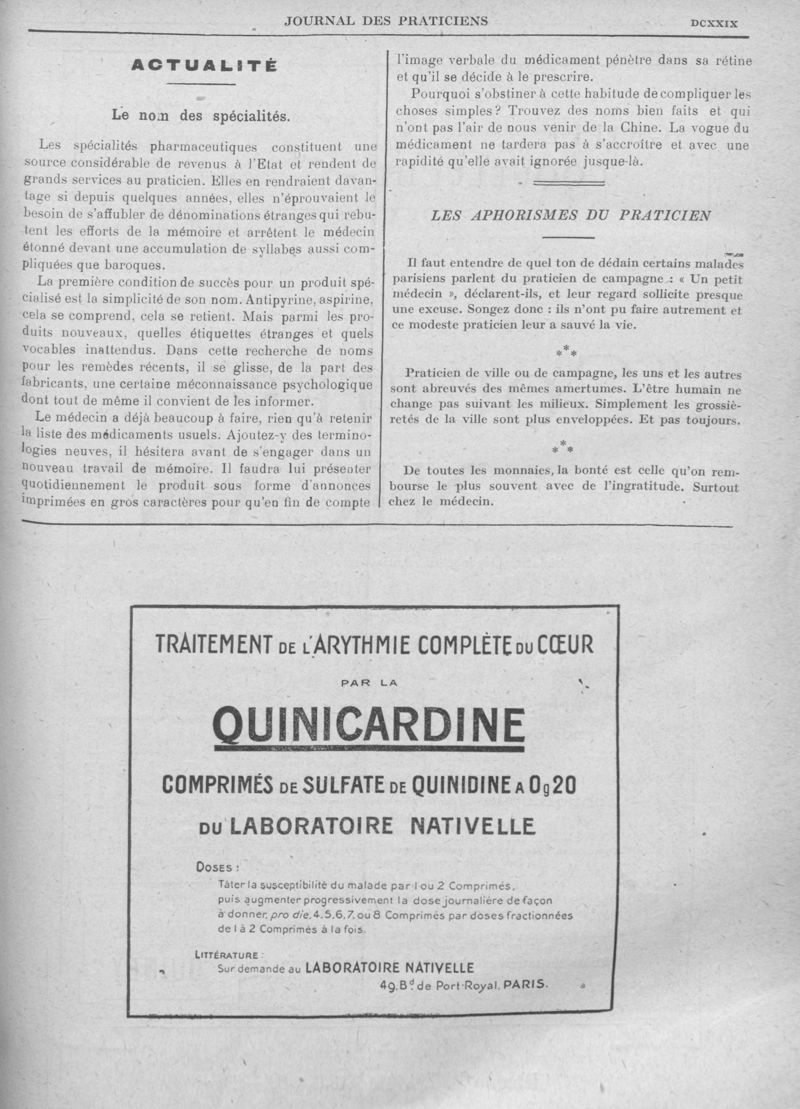 JOURNAL DES PRATICIENS
DCXXIX
ACTUALITÉ
Le nom des spécialités.
Les spécialités pharmaceutiques constituent une
source considérable de revenus à l'Etat et rendent de
grands services au praticien. Elles en rendraient davan-
tage si depuis quelques années, elles n'éprouvaient le
besoin de s'affubler de dénominations étranges qui rebu-
tent les efforts de la mémoire et arrêtent le médecin
étonné devant une accumulation de syllabes aussi com-
pliquées que baroques.
La première condition de succès pour un produit spé-
cialisé est la simplicité de son nom. Antipyrine, aspirine,
cela se comprend, cela se retient. Mais parmi les pro-
duits nouveaux, quelles étiquettes étranges et quels
vocables inattendus. Dans cette recherche de noms
pour les remèdes récents, il se glisse, de la part des
fabricants, une certaine méconnaissance psychologique
dont tout de même il convient de les informer.
Le médecin a déjà beaucoup à faire, rien qu'à retenir
la liste des médicaments usuels. Ajoutez-y des termino-
logies neuves, il hésitera avant de s'engager dans un
nouveau travail de mémoire. Il faudra lui présenter
quotidiennement le produit sous forme d'annonces
imprimées en gros caractères pour qu'en fin de compte
l'image verbale du médicament pénètre dans sa rétine
et qu'il se décide à le prescrire.
Pourquoi s'obstiner à cette habitude de compliquer les
choses simples? Trouvez des noms bien faits et qui
n'ont pas l'air de nous venir de la Chine. La vogue du
médicament ne tardera pas à s'accroître et avec une
rapidité qu'elle avait ignorée jusque-là.
LES APHORISMES DU PRATICIEN
Il faut entendre de quel ton de dédain certains malades
parisiens parlent du praticien de campagne : « Un petit
médecin », déclarent-ils, et leur regard sollicite presque
une excuse. Songez donc : ils n'ont pu faire autrement et
ce modeste praticien leur a sauvé la vie.
***
Praticien de ville ou de campagne, les uns et les autres
sont abreuvés des mêmes amertumes. L'être humain ne
change pas suivant les milieux. Simplement les grossiè-
retés de la ville sont plus enveloppées. Et pas toujours.
***
De toutes les monnaies, la bonté est celle qu'on rem-
bourse le plus souvent avec de l'ingratitude. Surtout
chez le médecin.
TRAITEMENT DE L'ARYTHMIE COMPLÈTE DU CŒUR
PAR LA
QUINICARDINE
COMPRIMÉS DE SULFATE DE QUINIDINE A 0g20
DU LABORATOIRE NATIVELLE
DOSES :
Tâter la susceptibilité du malade par 1 ou 2 Comprimés,
puis augmenter progressivement la dose journalière de façon
à donner, pro die, 4, 5, 6, 7, ou 8 Comprimés par doses fractionnées
de 1 à 2 Comprimés à la fois.
LITTÉRATURE :
Sur demande au LABORATOIRE NATIVELLE
49, Bd. de Port-Royal, PARIS.